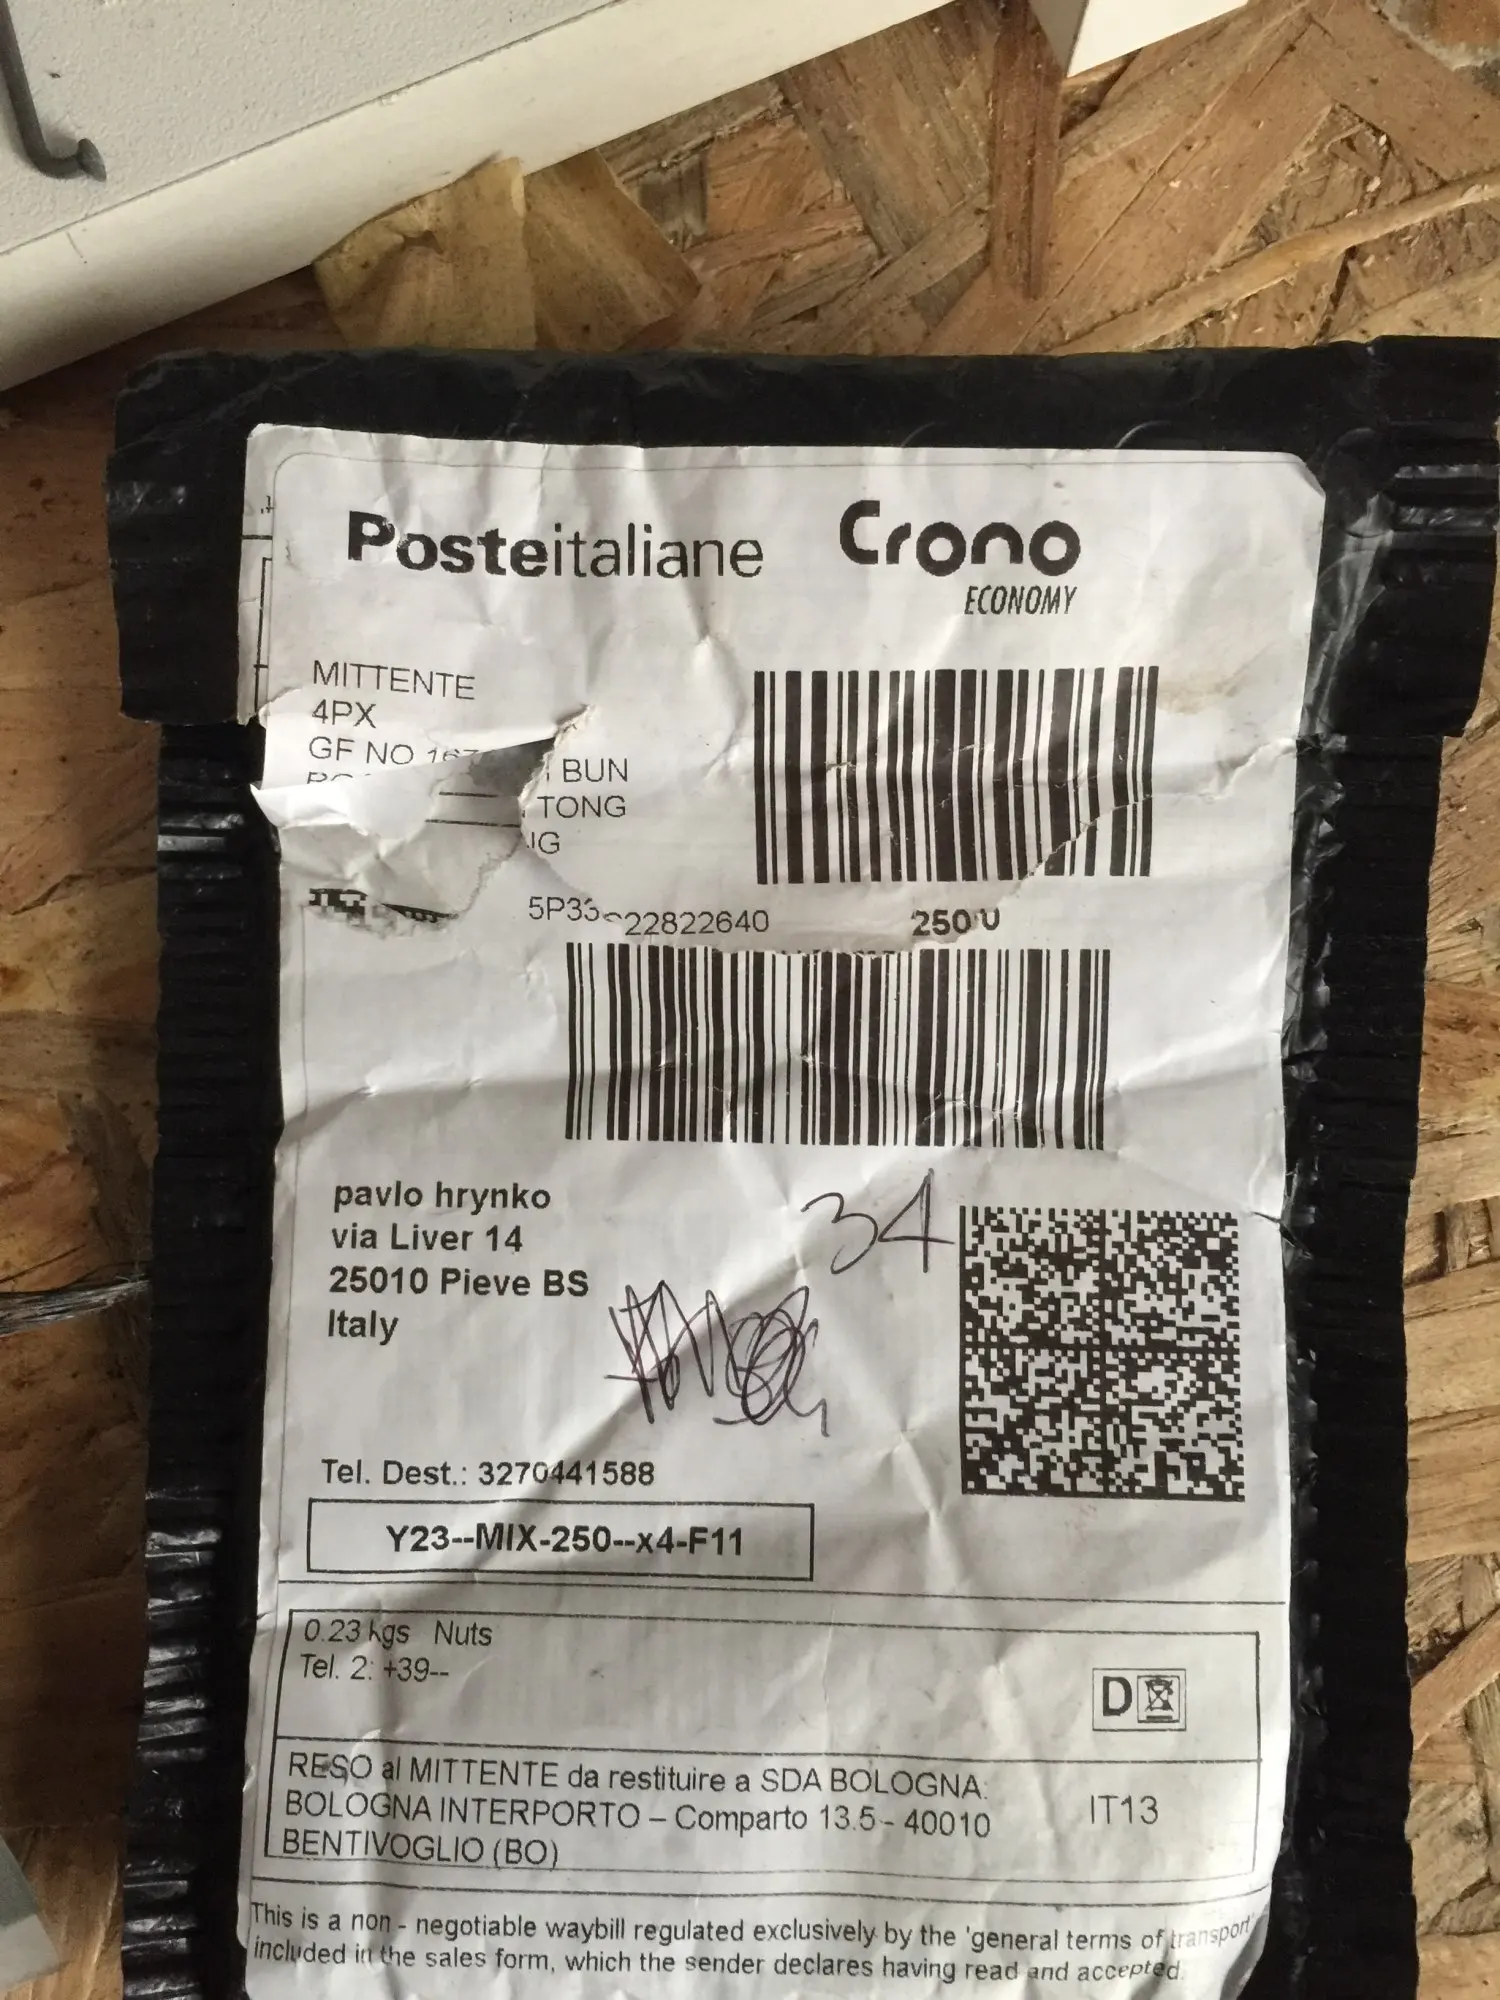 Posteitaliane Crono
ECONOMY
MITTENTE
4PX
GF NO
BUN
TONG
5P33 22822640 250
pavlo hrynko
via Liver 14
25010 Pieve BS
Italy
34
Tel. Dest.: 3270441588
Y23--MIX-250--x4-F11
0.23 kgs Nuts
Tel. 2: +39--
D
RESO al MITTENTE da restituire a SDA BOLOGNA:
BOLOGNA INTERPORTO – Comparto 13.5 - 40010
BENTIVOGLIO (BO)
IT13
This is a non - negotiable waybill regulated exclusively by the 'general terms of transport'
included in the sales form, which the sender declares having read and accepted.